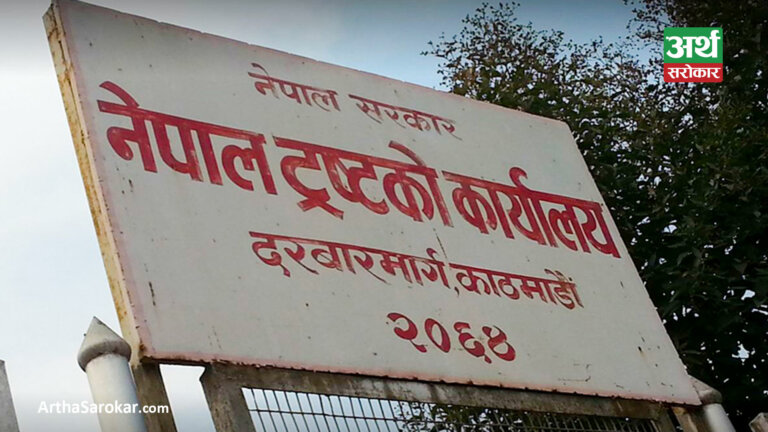 अर्थ
सरोकार
नेपाल सरकार
नेपाल ट्रष्टको कार्यालय
दरबारमार्ग, काठमाडौं
२०६४
ArthaSarokar.com